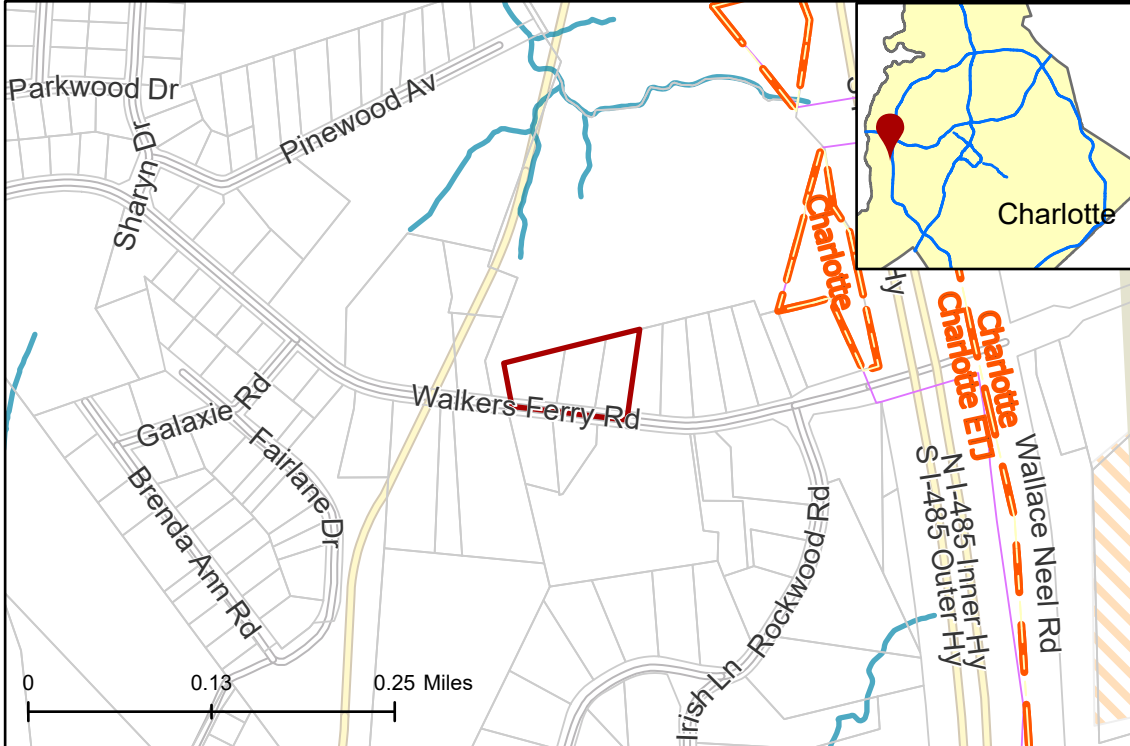 Parkwood Dr
Pinewood Av
Sharyn Dr
Charlotte
Charlotte
Hy
Charlotte
Charlotte ETJ
Walkers Ferry Rd
Galaxie Rd
Fairlane Dr
Brenda Ann Rd
Rockwood Rd
Irish Ln
S I-485 Outer Hy
N I-485 Inner Hy
Wallace Neel Rd
0
0.13
0.25 Miles